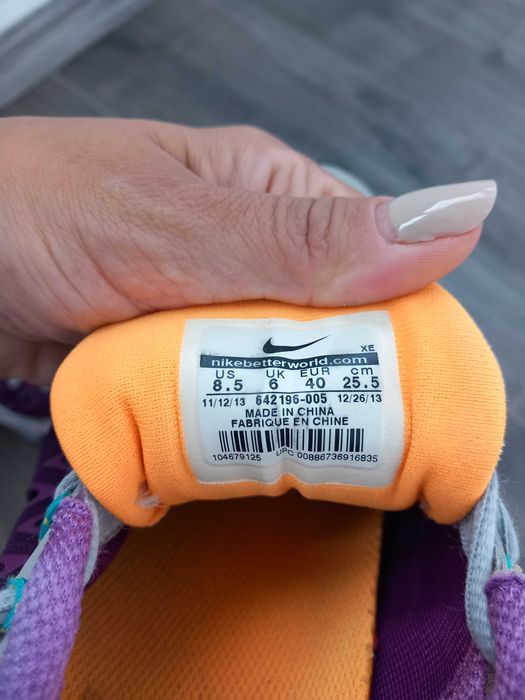 XE
nikebetterworld.com
US UK EUR cm
8.5 6 40 25.5
11/12/13 642196-005 12/26/13
MADE IN CHINA
FABRIQUE EN CHINE
104679125 UPC 00886736916835